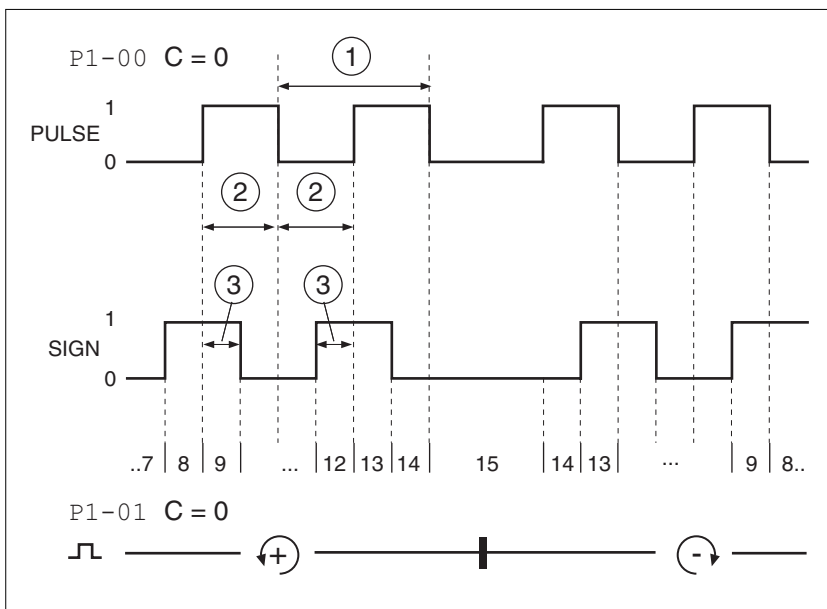 P1-00 C = 0
1
1
PULSE
0
2 2
3 3
1
SIGN
0
..7 8 9 ... 12 13 14 15 14 13 ... 9 8..
P1-01 C = 0
+ -